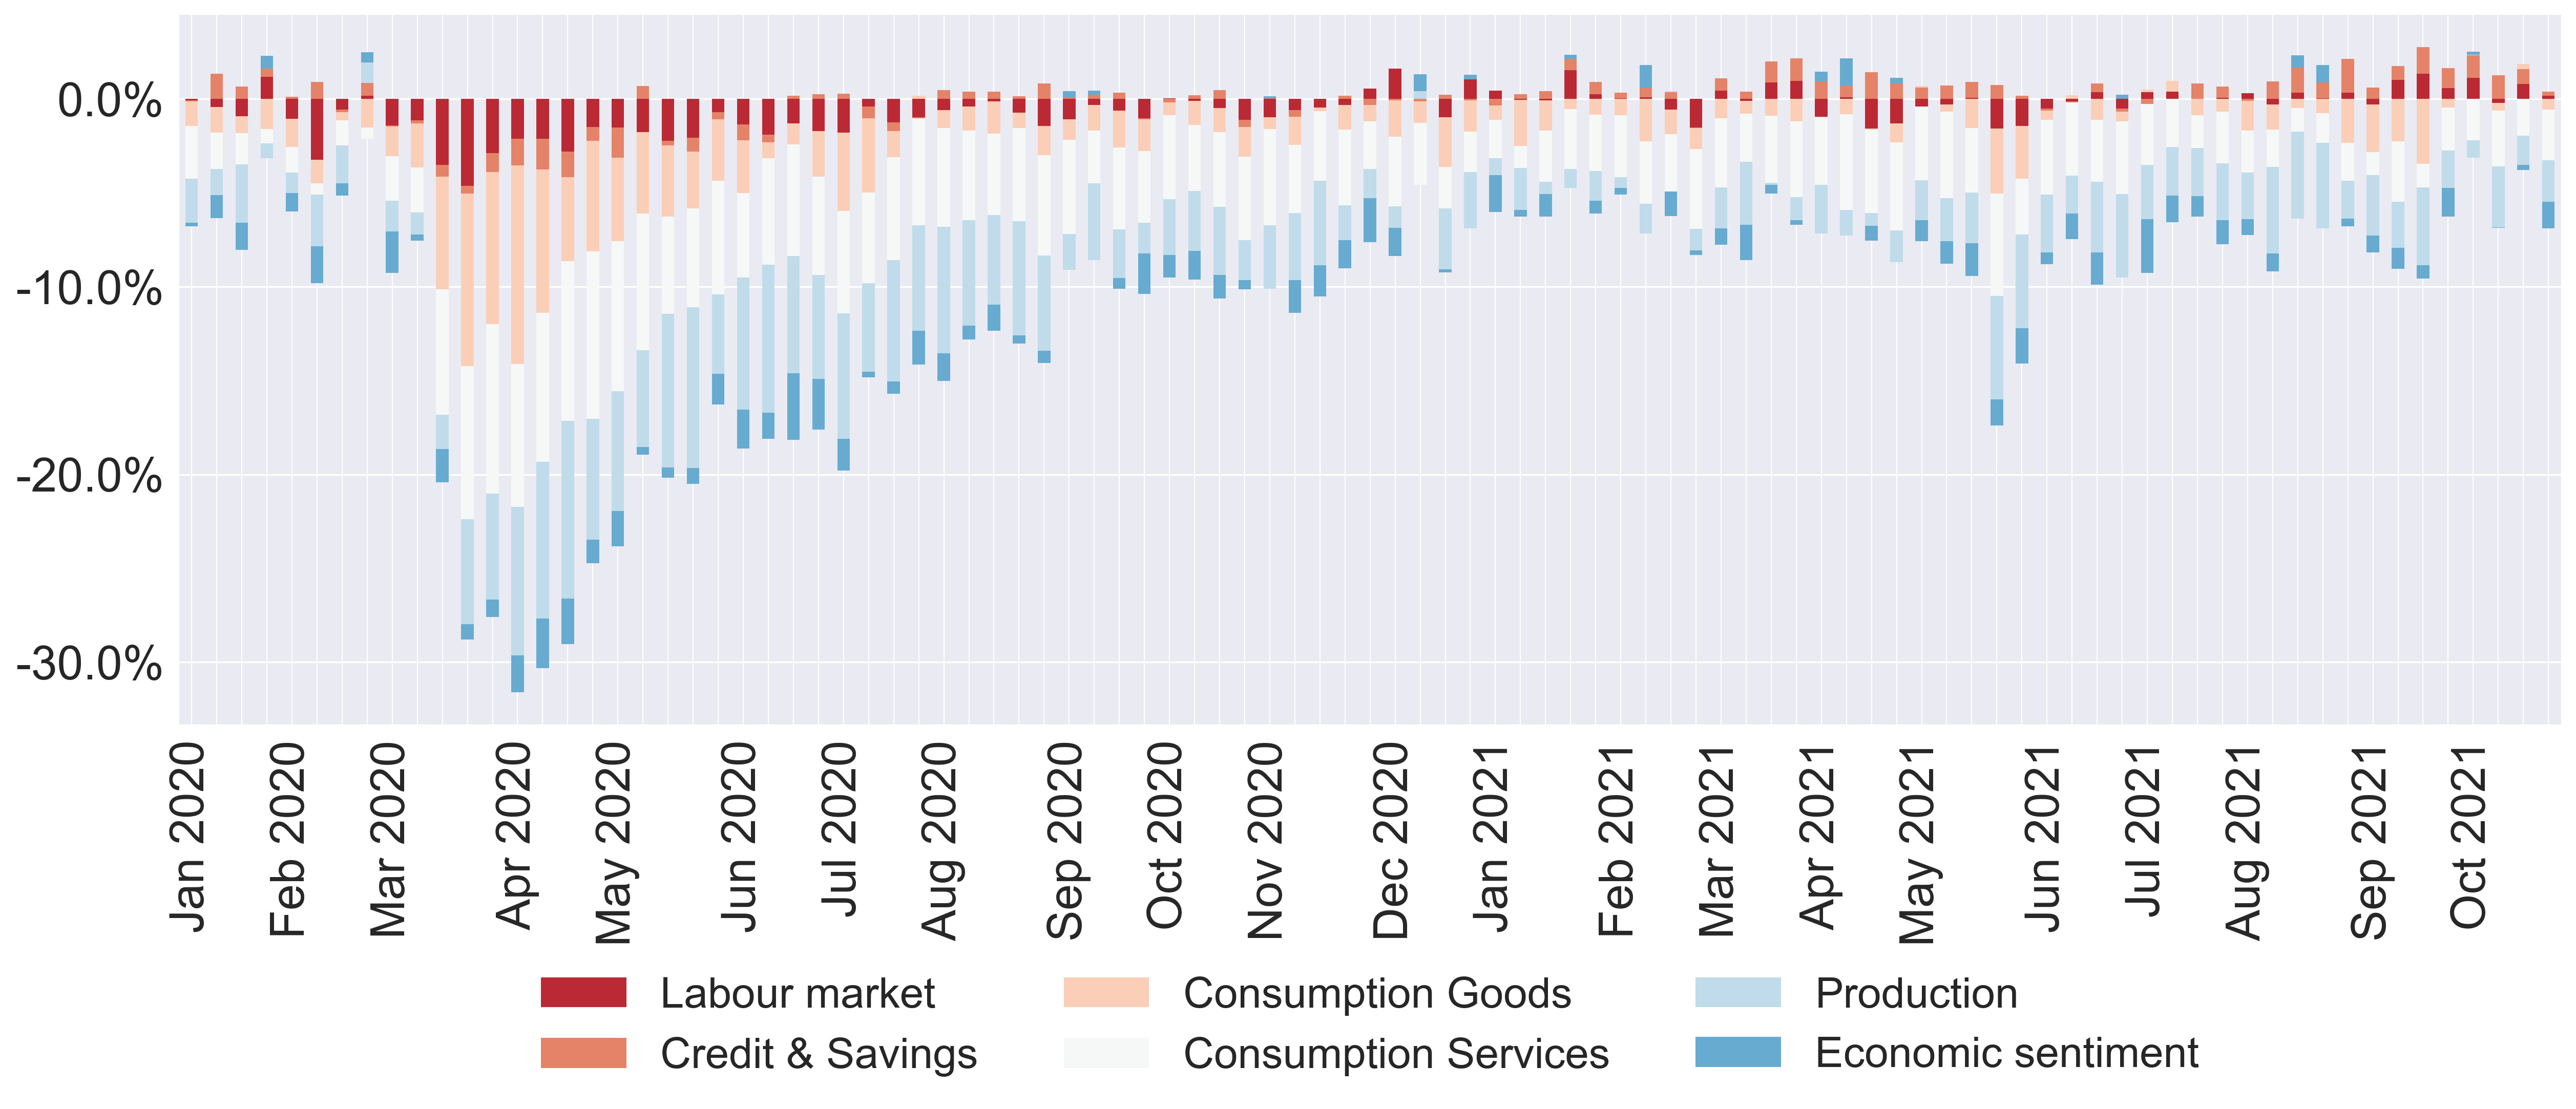 0.0%
-10.0%
-20.0%
-30.0%
Jan 2020
Feb 2020
Mar 2020
Apr 2020
May 2020
Jun 2020
Jul 2020
Aug 2020
Sep 2020
Oct 2020
Nov 2020
Dec 2020
Jan 2021
Feb 2021
Mar 2021
Apr 2021
May 2021
Jun 2021
Jul 2021
Aug 2021
Sep 2021
Oct 2021
Labour market
Credit & Savings
Consumption Goods
Consumption Services
Production
Economic sentiment